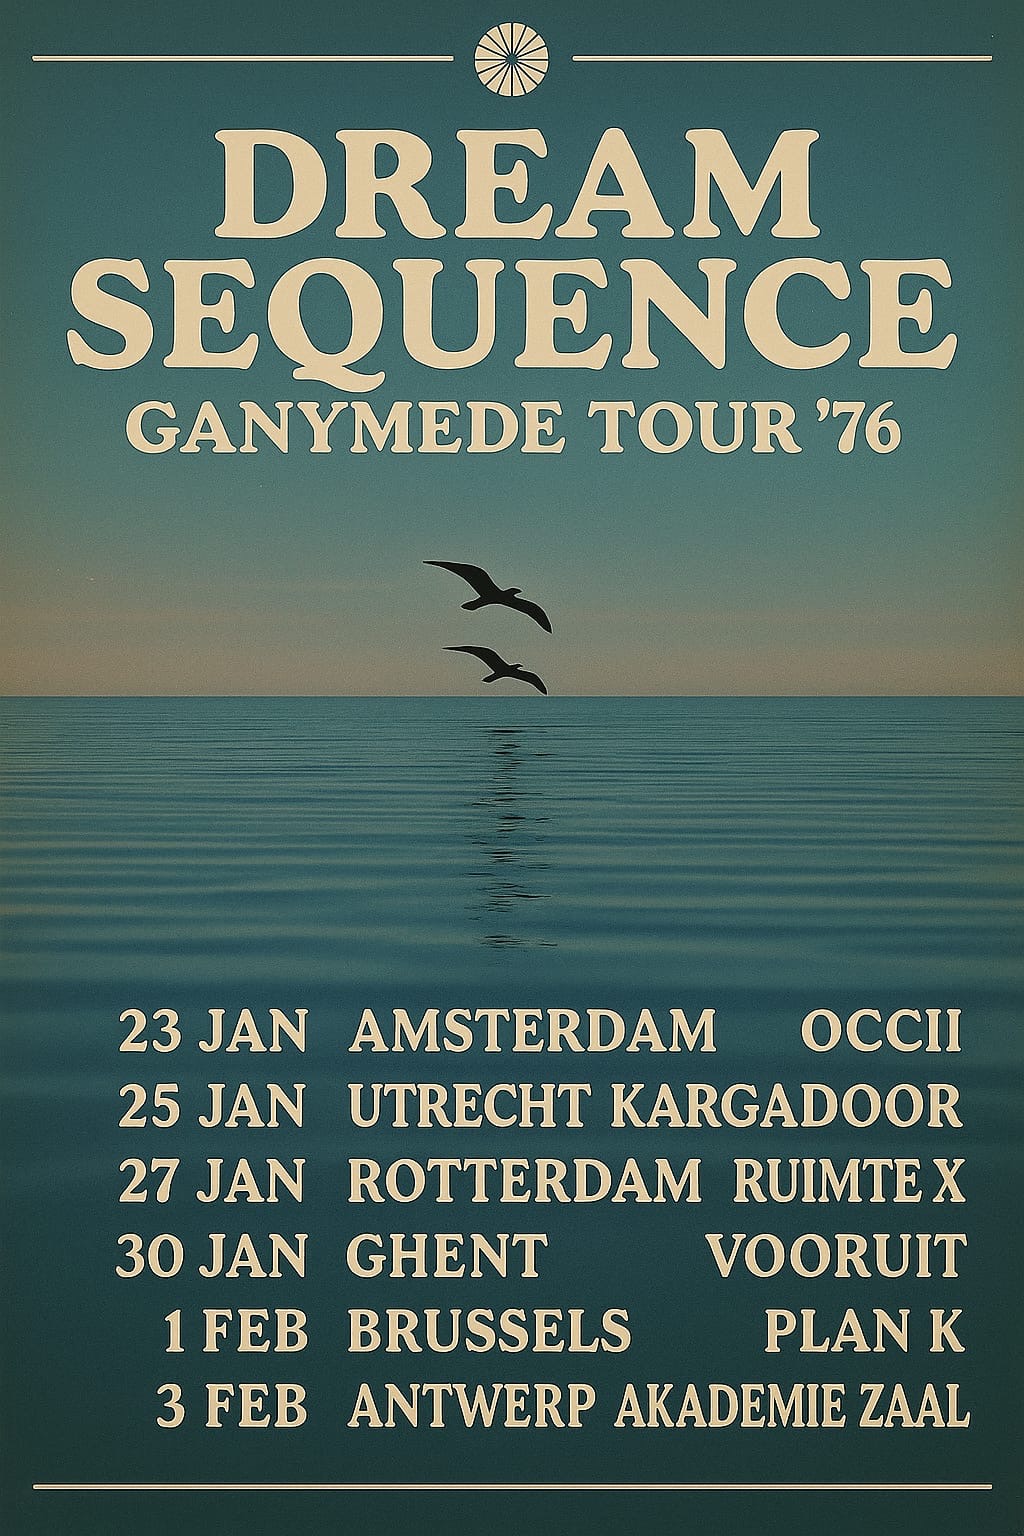 DREAM
SEQUENCE
GANYMEDE TOUR ’76
23 JAN AMSTERDAM OCCII
25 JAN UTRECHT KARGADOOR
27 JAN ROTTERDAM RUIMTE X
30 JAN GHENT VOORUIT
1 FEB BRUSSELS PLAN K
3 FEB ANTWERP AKADEMIE ZAAL